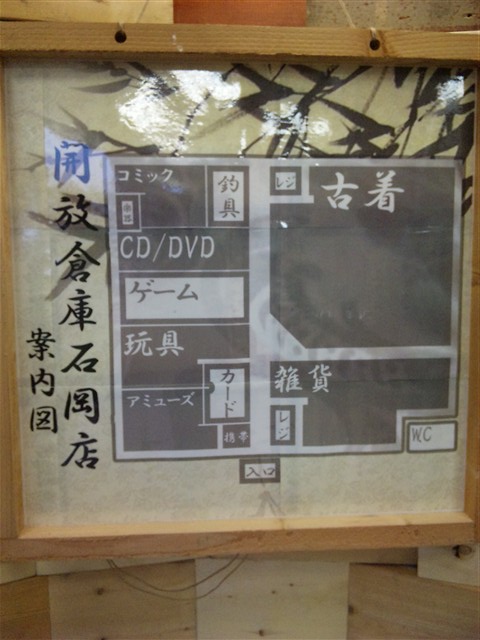 開放倉庫石岡店
案内図
コミック
釣具
レジ
古着
楽器
CD/DVD
ゲーム
玩具
カード
アミューズ
携帯
雑貨
レジ
WC
入口